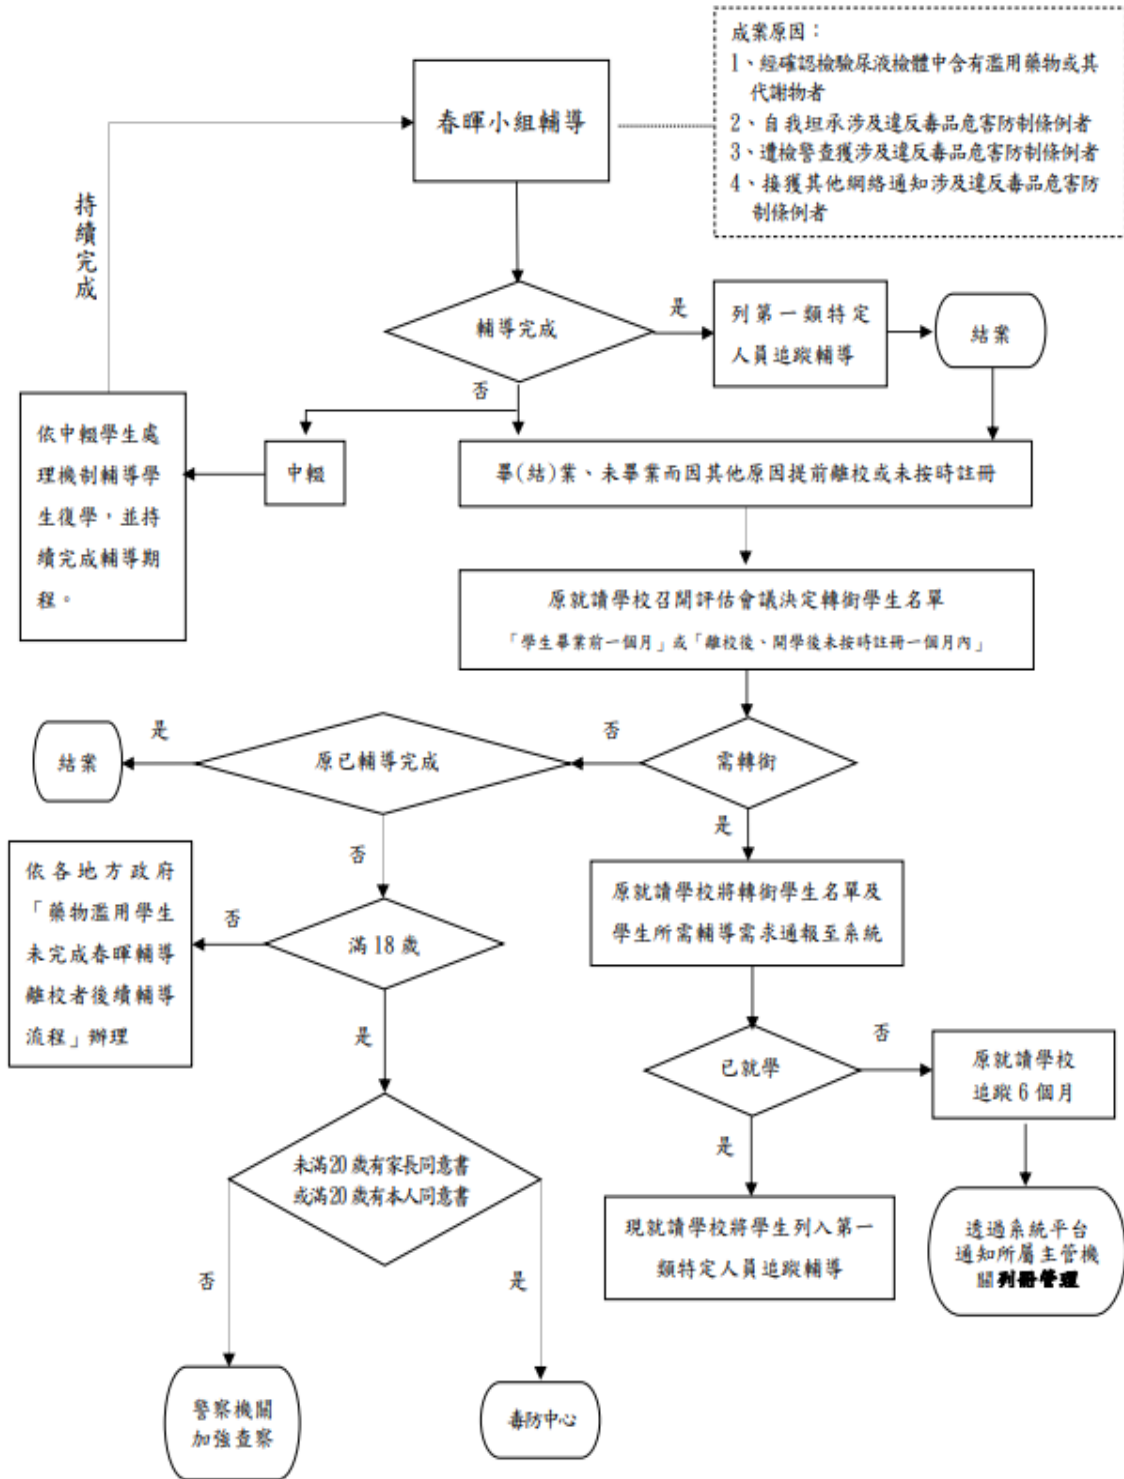 成案原因：
1、經確認檢驗尿液檢體中含有濫用藥物或其
代謝物者
2、自我坦承涉及違反毒品危害防制條例者
3、遭檢警查獲涉及違反毒品危害防制條例者
4、接獲其他網絡通知涉及違反毒品危害防
制條例者
春暉小組輔導
持續完成
輔導完成
是
列第一類特定
人員追蹤輔導
結案
否
中輟
依中輟學生處
理機制輔導學
生復學，並持
續完成輔導期
程。
畢(結)業、未畢業而因其他原因提前離校或未按時註冊
原就讀學校召開評估會議決定轉銜學生名單
「學生畢業前一個月」或「離校後、開學後未按時註冊一個月內」
需轉銜
否
原已輔導完成
是
結案
否
滿18歲
否
依各地方政府
「藥物濫用學生
未完成春暉輔導
離校者後續輔導
流程」辦理
是
未滿20歲有家長同意書
或滿20歲有本人同意書
否
警察機關
加強查察
是
毒防中心
是
原就讀學校將轉銜學生名單及
學生所需輔導需求通報至系統
已就學
否
原就讀學校
追蹤6個月
透過系統平台
通知所屬主管機
關列冊管理
是
現就讀學校將學生列入第一
類特定人員追蹤輔導